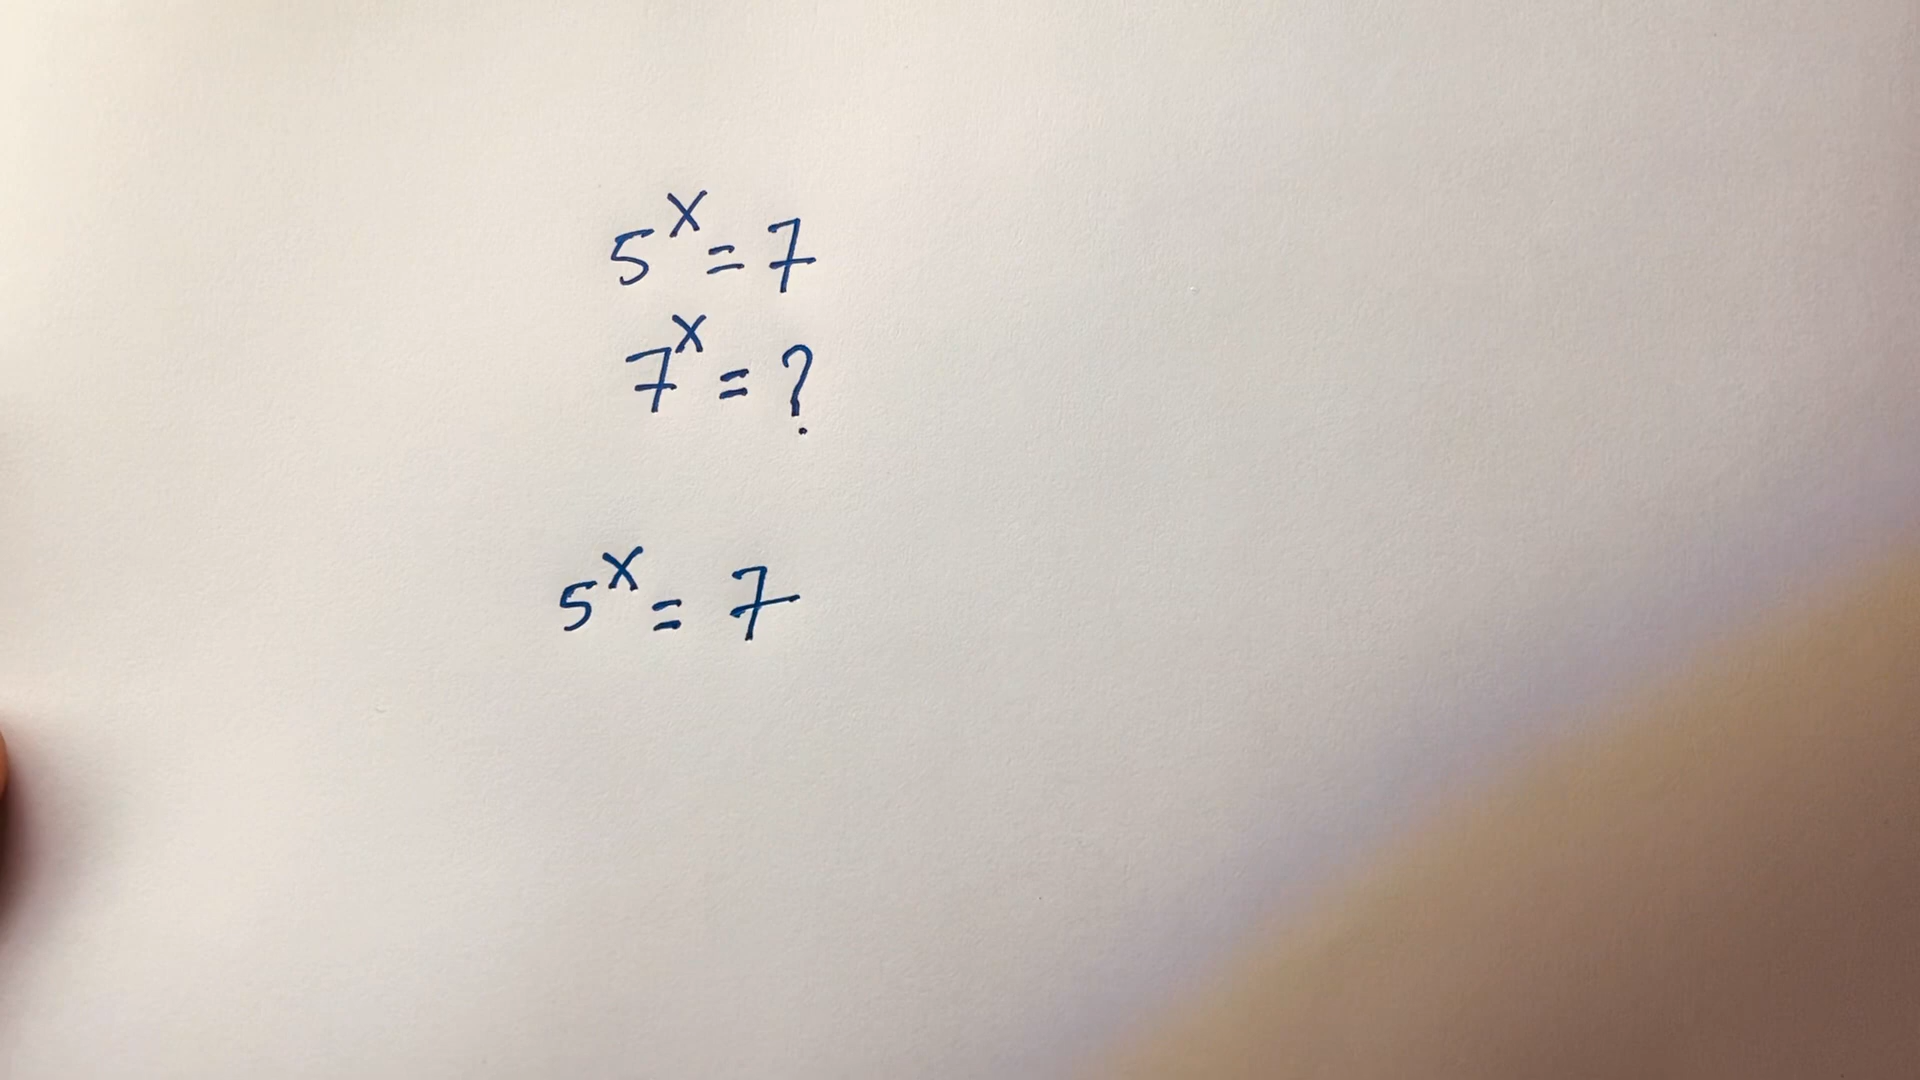 5^x = 7
7^x = ?
5^x = 7